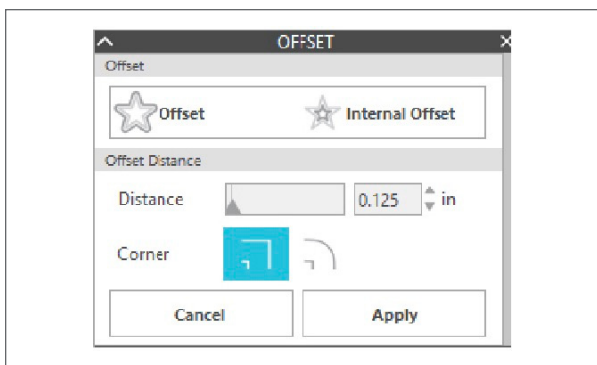 OFFSET
Offset
Offset Internal Offset
Offset Distance
Distance 0.125 in
Corner
Cancel Apply